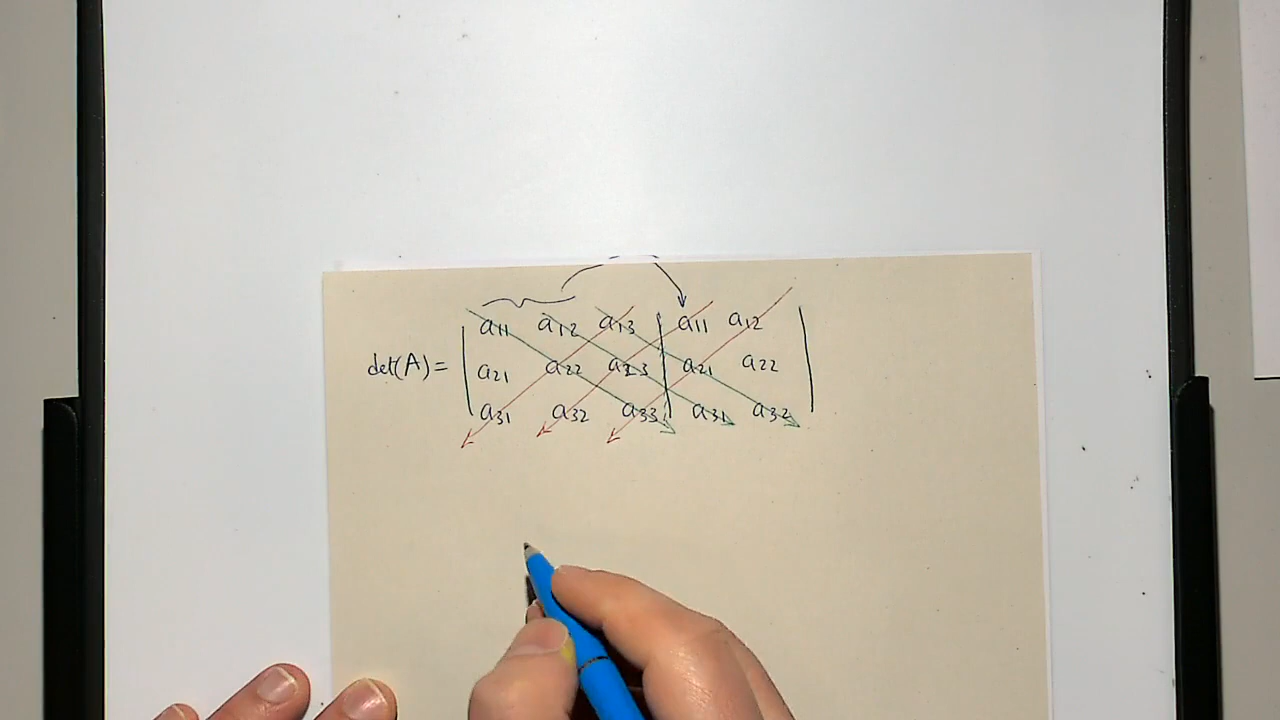 a11 a12 a13 a11 a12
det(A) = a21 a22 a23 a21 a22
a31 a32 a33 a31 a32